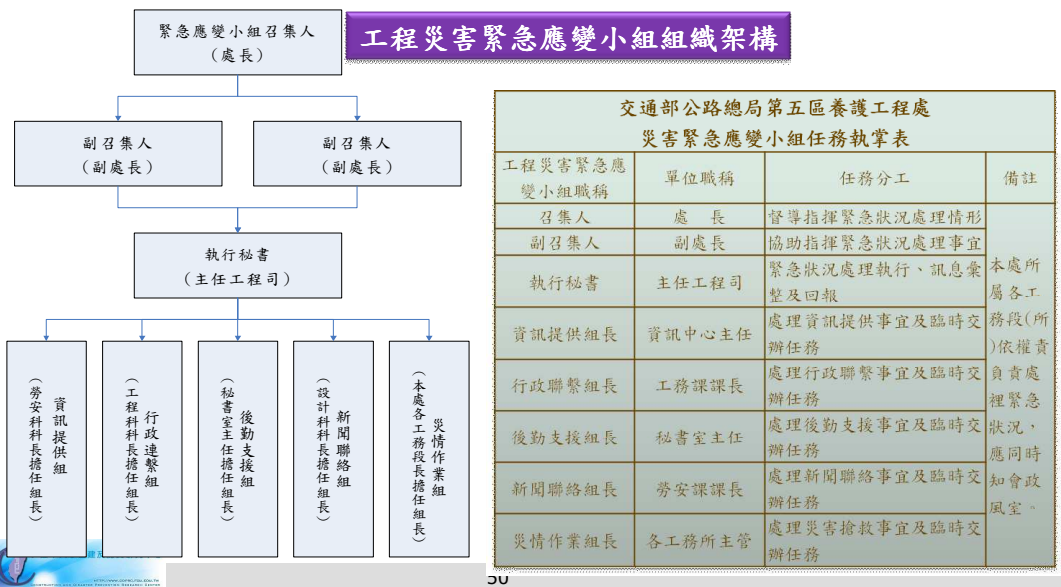 工程災害緊急應變小組組織架構
緊急應變小組召集人
(處長)
副召集人
(副處長)
副召集人
(副處長)
執行秘書
(主任工程司)
資訊提供組
(勞安科科長擔任組長)
行政連繫組
(工程科科長擔任組長)
後勤支援組
(秘書室主任擔任組長)
新聞聯絡組
(設計科科長擔任組長)
災情作業組
(本處各工務段長擔任組長)
交通部公路總局第五區養護工程處
災害緊急應變小組任務執掌表
工程災害緊急應
變小組職稱
單位職稱
任務分工
備註
召集人
處 長
督導指揮緊急狀況處理情形
副召集人
副處長
協助指揮緊急狀況處理事宜
執行秘書
主任工程司
緊急狀況處理執行、訊息彙
整及回報
資訊提供組長
資訊中心主任
處理資訊提供事宜及臨時交
辦任務
行政聯繫組長
工務課課長
處理行政聯繫事宜及臨時交
辦任務
後勤支援組長
秘書室主任
處理後勤支援事宜及臨時交
辦任務
新聞聯絡組長
勞安課課長
處理新聞聯絡事宜及臨時交
辦任務
災情作業組長
各工務所主管
處理災害搶救事宜及臨時交
辦任務
本處所
屬各工
務段(所
)依權責
負責處
裡緊急
狀況，
應同時
知會政
風室。
50